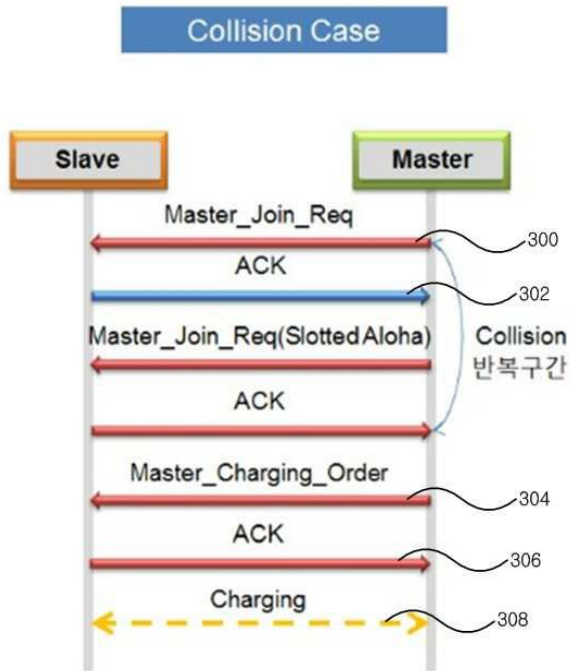 Collision Case
Slave
Master
Master_Join_Req
300
ACK
302
Master_Join_Req(Slotted Aloha)
Collision
반복구간
ACK
Master_Charging_Order
304
ACK
306
Charging
308